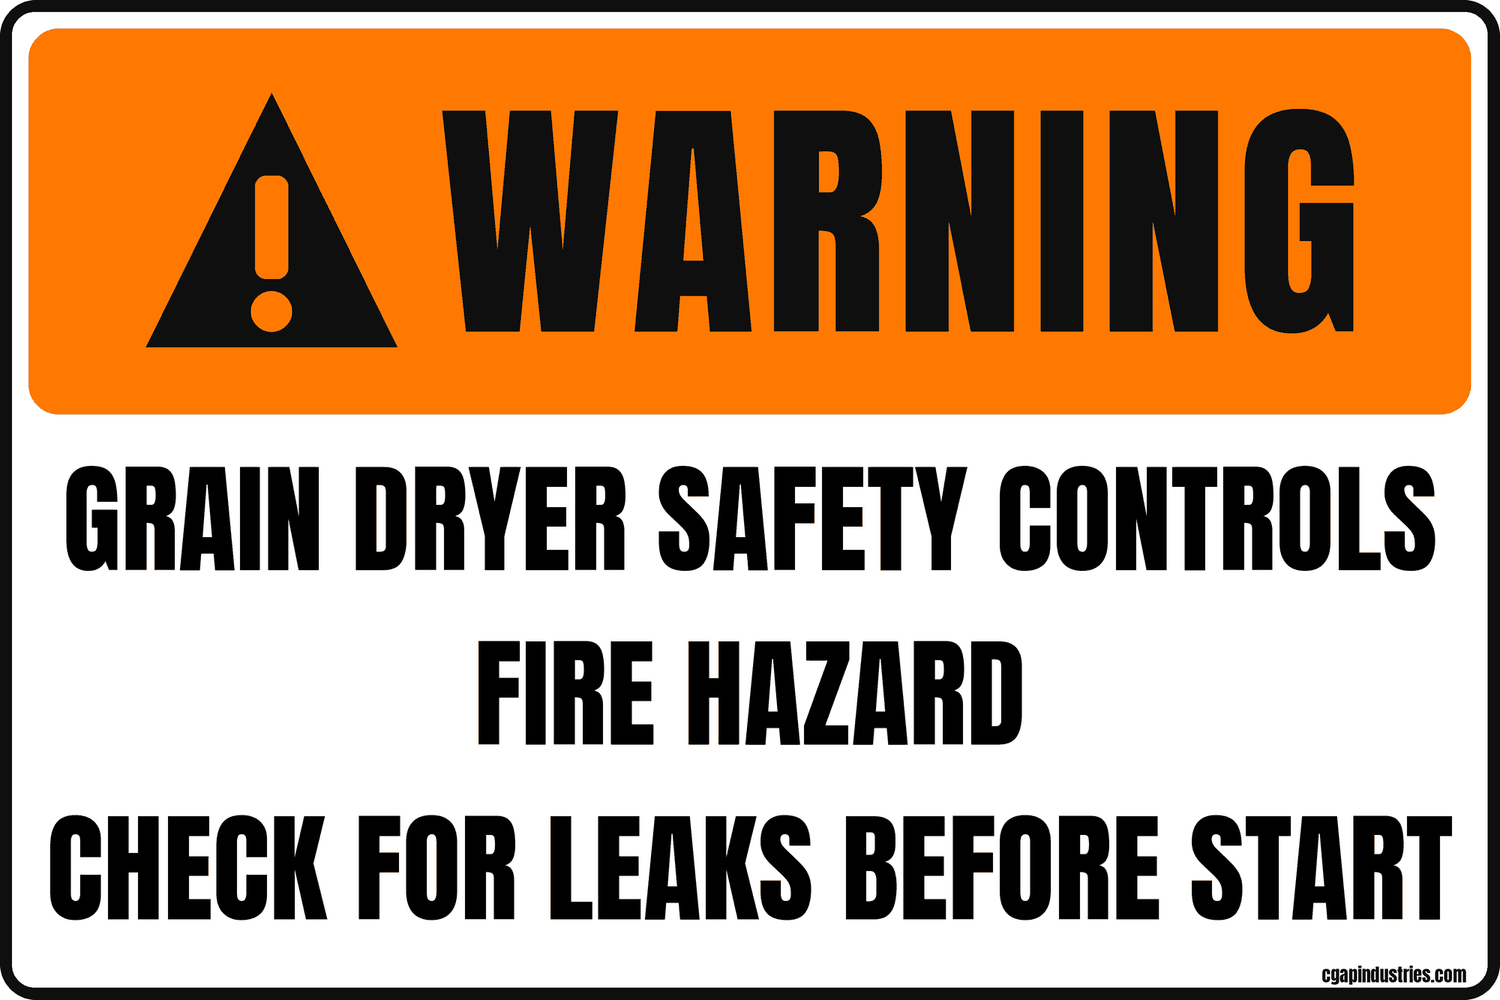 WARNING
GRAIN DRYER SAFETY CONTROLS
FIRE HAZARD
CHECK FOR LEAKS BEFORE START
cgapindustries.com